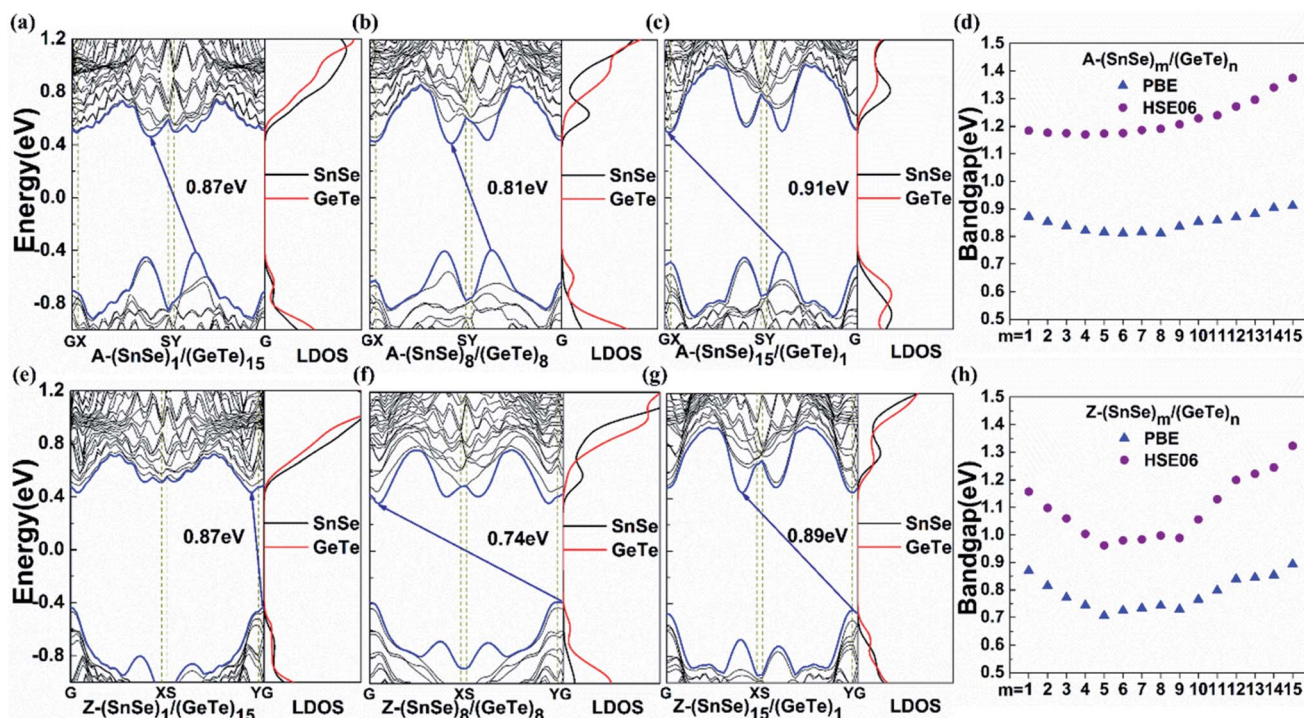 (a) (b) (c) (d)
Energy(eV)
1.2
0.8
0.4
0.0
-0.4
-0.8
0.87eV
SnSe
GeTe
GX SY G LDOS
A-(SnSe)1/(GeTe)15
0.81eV
SnSe
GeTe
GX SY G LDOS
A-(SnSe)8/(GeTe)8
0.91eV
SnSe
GeTe
GX SY G LDOS
A-(SnSe)15/(GeTe)1
Bandgap(eV)
1.5
1.4
1.3
1.2
1.1
1.0
0.9
0.8
0.7
0.6
0.5
A-(SnSe)m/(GeTe)n
PBE
HSE06
m=1 2 3 4 5 6 7 8 9 10 11 12 13 14 15
(e) (f) (g) (h)
Energy(eV)
1.2
0.8
0.4
0.0
-0.4
-0.8
0.87eV
SnSe
GeTe
G XS YG LDOS
Z-(SnSe)1/(GeTe)15
0.74eV
SnSe
GeTe
G XS YG LDOS
Z-(SnSe)8/(GeTe)8
0.89eV
SnSe
GeTe
G XS YG LDOS
Z-(SnSe)15/(GeTe)1
Bandgap(eV)
1.5
1.4
1.3
1.2
1.1
1.0
0.9
0.8
0.7
0.6
0.5
Z-(SnSe)m/(GeTe)n
PBE
HSE06
m=1 2 3 4 5 6 7 8 9 10 11 12 13 14 15